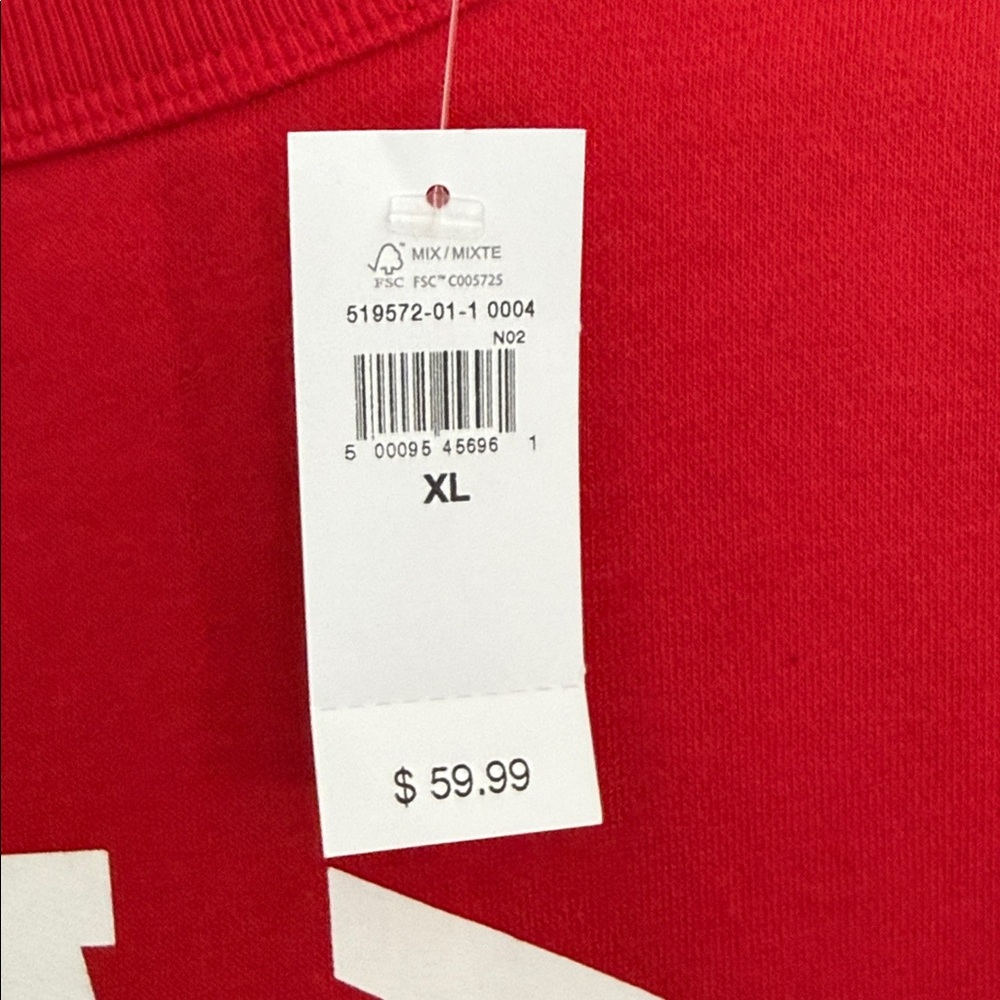 MIX/MIXTE
FSC FSC™ C005725
519572-01-1 0004
N02
5 00095 45696 1
XL
$ 59.99